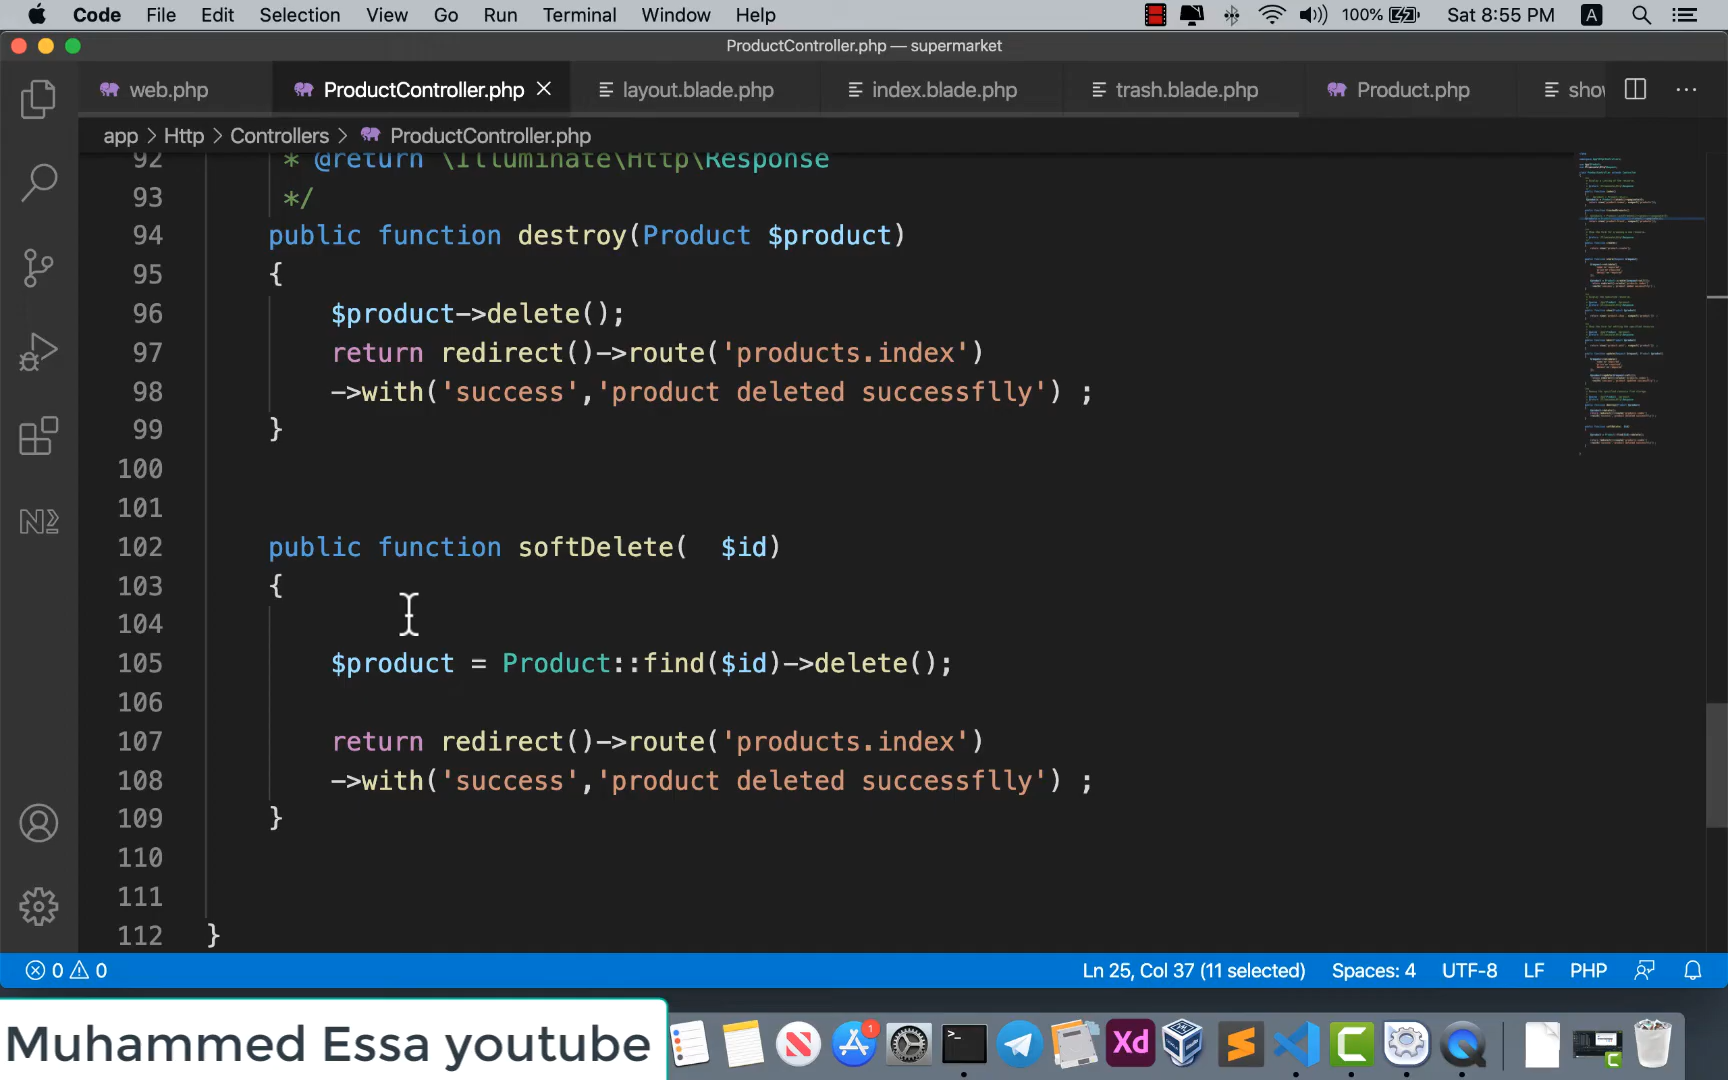 Code File Edit Selection View Go Run Terminal Window Help 100% Sat 8:55 PM A
ProductController.php — supermarket
web.php ProductController.php layout.blade.php index.blade.php trash.blade.php Product.php show
app > Http > Controllers > ProductController.php
92 * @return \Illuminate\Http\Response
93 */
94 public function destroy(Product $product)
95 {
96 $product->delete();
97 return redirect()->route('products.index')
98 ->with('success','product deleted successflly') ;
99 }
100
101
102 public function softDelete(  $id)
103 {
104
105 $product = Product::find($id)->delete();
106
107 return redirect()->route('products.index')
108 ->with('success','product deleted successflly') ;
109 }
110
111
112 }
0 0 Ln 25, Col 37 (11 selected) Spaces: 4 UTF-8 LF PHP
Muhammed Essa youtube
1
Xd